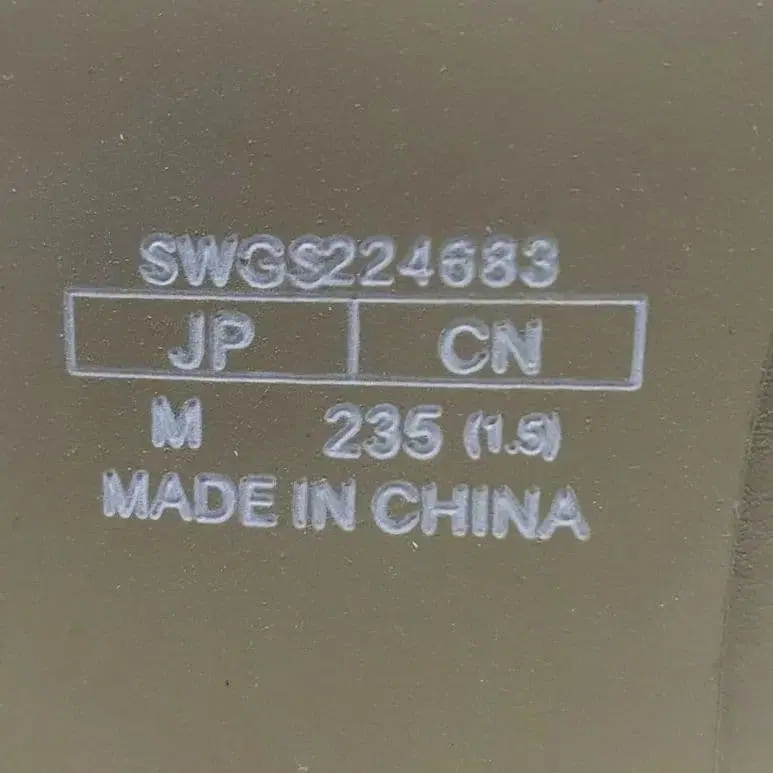 SWGS224683
JP CN
M 235 (1.5)
MADE IN CHINA